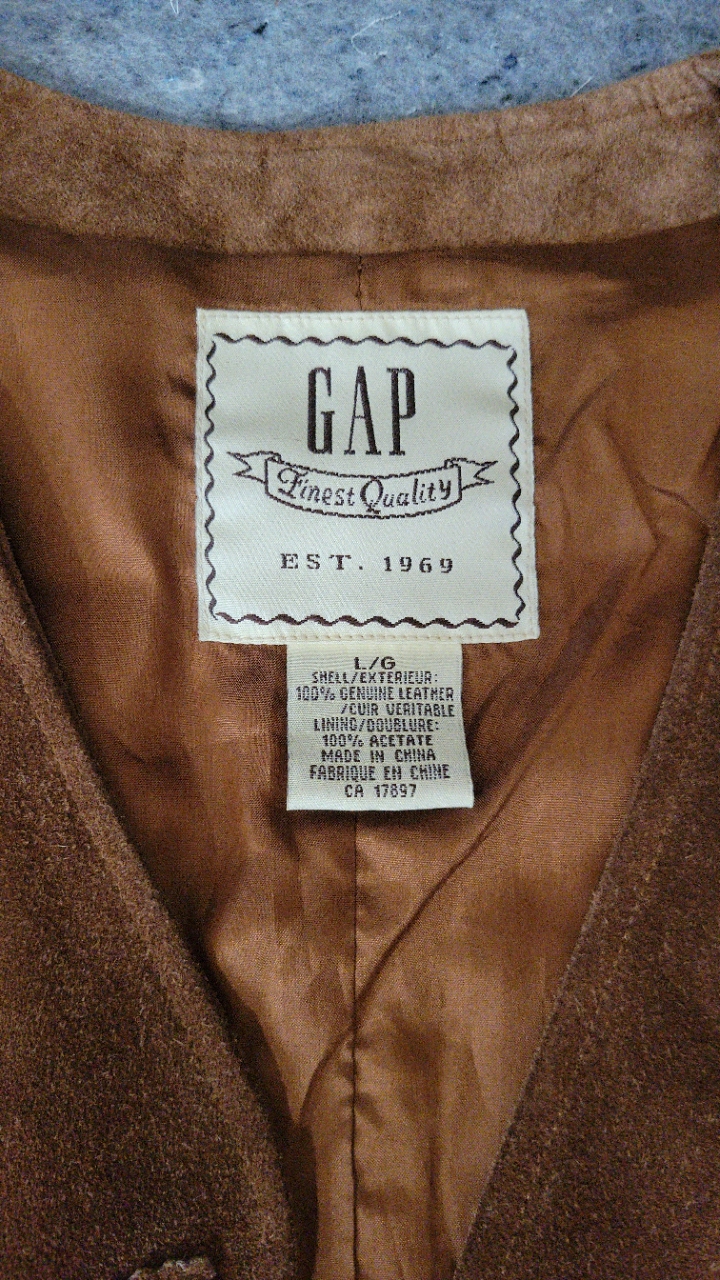 GAP
Finest Quality
EST. 1969
L/G
SHELL/EXTERIEUR:
100% GENUINE LEATHER
/CUIR VERITABLE
LINING/DOUBLURE:
100% ACETATE
MADE IN CHINA
FABRIQUE EN CHINE
CA 17897